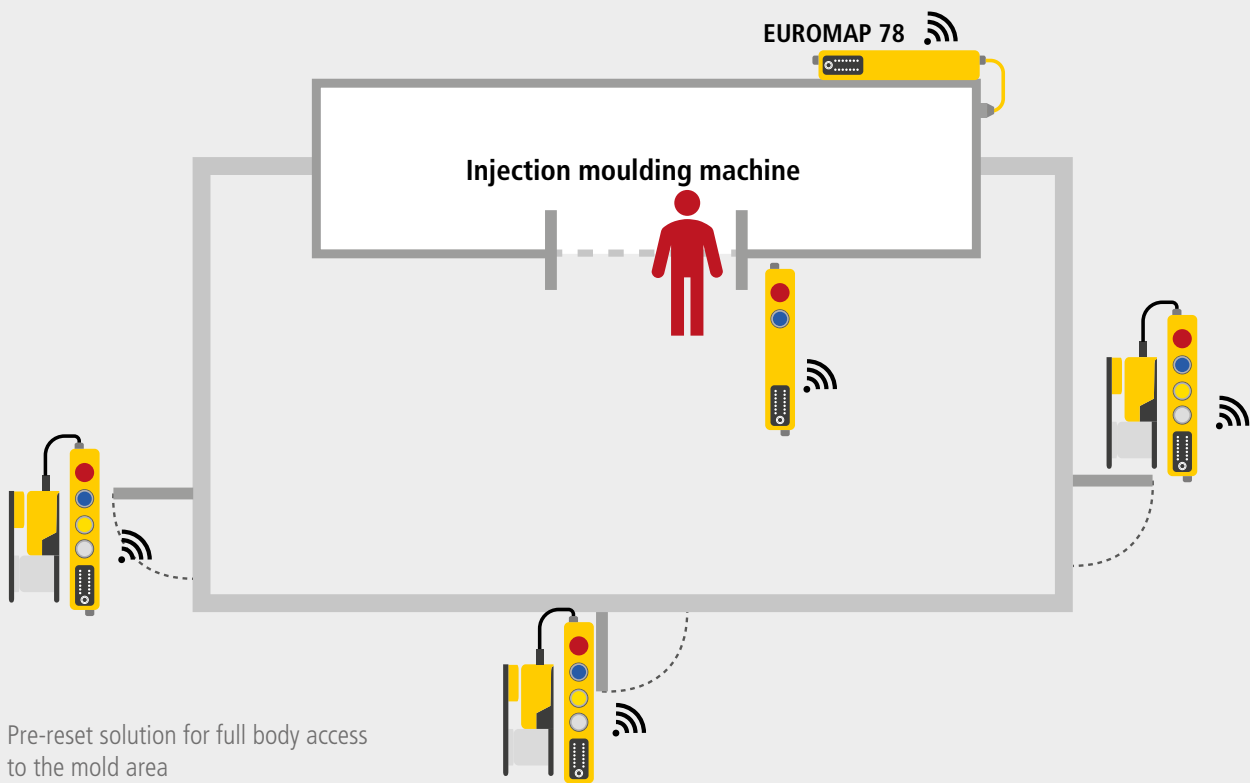 EUROMAP 78
Injection moulding machine
Pre-reset solution for full body access
to the mold area